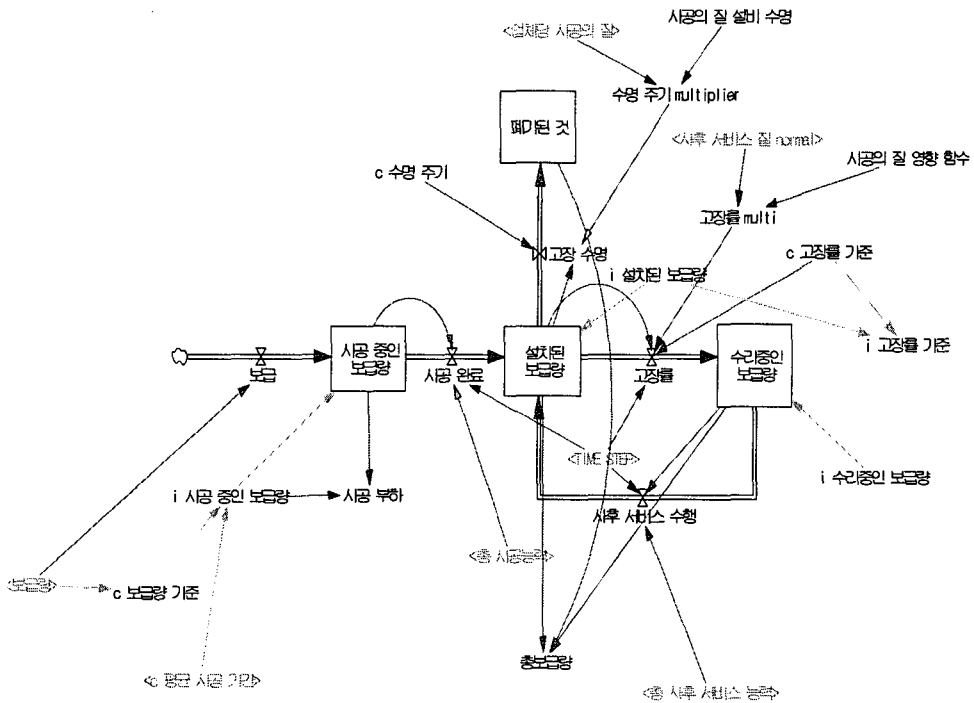 시공의 질 설비 수명
<업체당 시공의 질>
수명 주기 multiplier
폐기된 것
<사후 서비스 질 normal>
시공의 질 영향 함수
c 수명 주기
고장률 multi
고장 수명
c 고장률 기준
i 설치된 보급량
시공 중인
보급량
설치된
보급량
수리중인
보급량
i 고장률 기준
보급
시공 완료
고장률
<TIME STEP>
i 수리중인 보급량
i 시공 중인 보급량
시공 부하
사후 서비스 수행
<총 시공능력>
<보급량>
c 보급량 기준
총보급량
<c 평균 시공 기간>
<총 사후 서비스 능력>